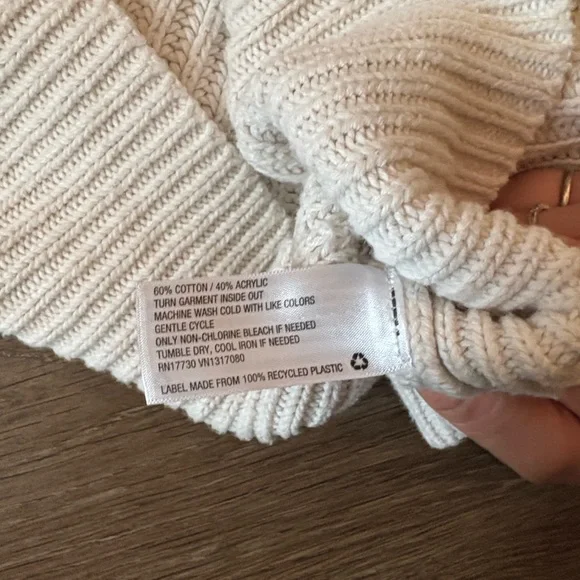 60% COTTON / 40% ACRYLIC
TURN GARMENT INSIDE OUT
MACHINE WASH COLD WITH LIKE COLORS
GENTLE CYCLE
ONLY NON-CHLORINE BLEACH IF NEEDED
TUMBLE DRY, COOL IRON IF NEEDED
RN17730 VN1317080
LABEL MADE FROM 100% RECYCLED PLASTIC